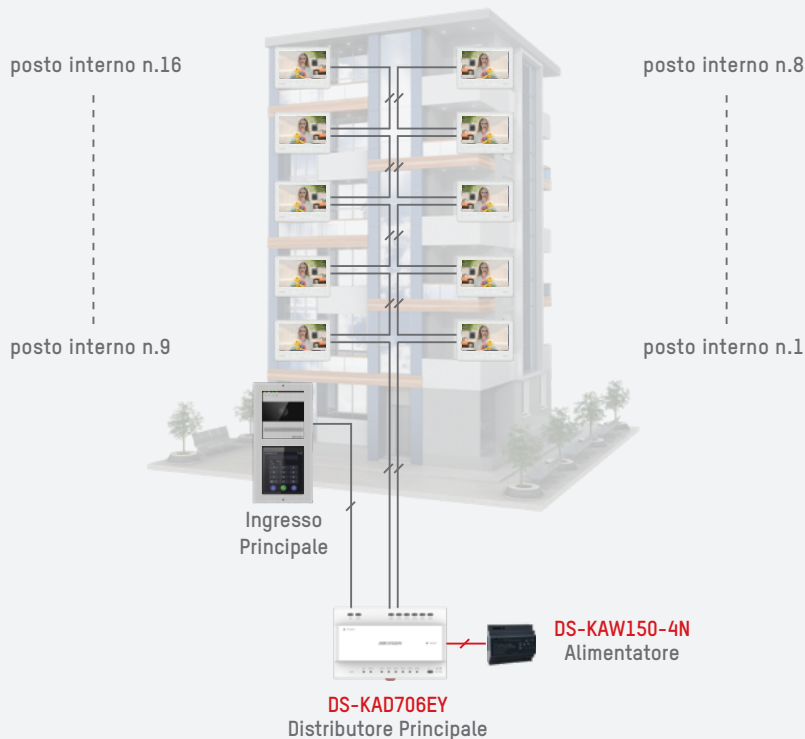 posto interno n.16
posto interno n.8
posto interno n.9
posto interno n.1
Ingresso
Principale
DS-KAW150-4N
Alimentatore
DS-KAD706EY
Distributore Principale